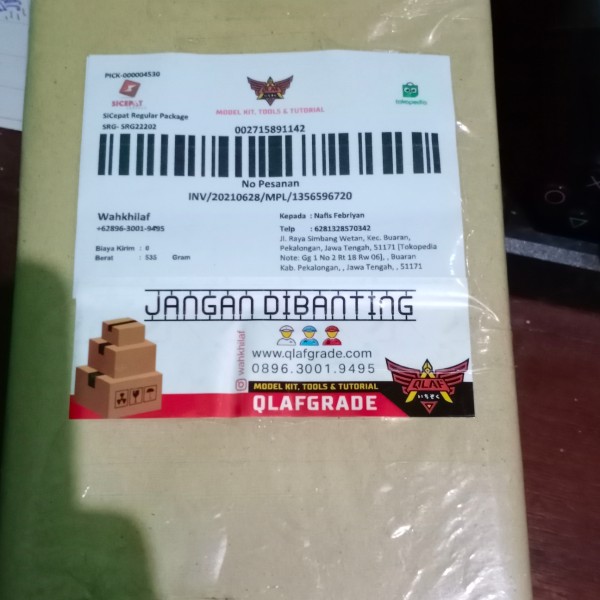 PICK-000004530
SiCEPAT
SiCepat Regular Package
SRG- SRG22202
MODEL KIT, TOOLS & TUTORIAL
tokopedia
002715891142
No Pesanan
INV/20210628/MPL/1356596720
Wahkhilaf
+62896-3001-9495
Biaya Kirim : 0
Berat : 535 Gram
Kepada : Nafis Febriyan
Telp : 6281328570342
Jl. Raya Simbang Wetan, Kec. Buaran,
Pekalongan, Jawa Tengah, 51171 [Tokopedia
Note: Gg 1 No 2 Rt 18 Rw 06], , Buaran
Kab. Pekalongan, , Jawa Tengah, , 51171
JANGAN DIBANTING
wahkhilaf
www.qlafgrade.com
0896.3001.9495
MODEL KIT, TOOLS & TUTORIAL
QLAFGRADE
QLAF